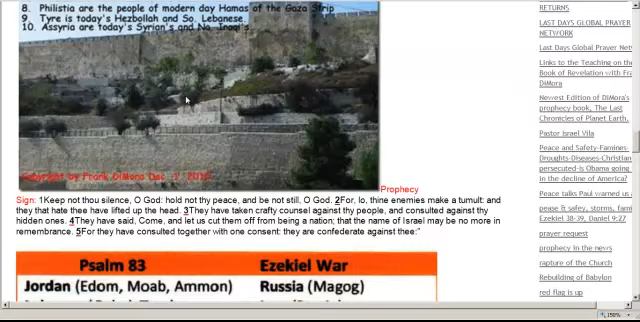 8. Philistia are the people of modern day Hamas of the Gaza Strip
9. Tyre is today's Hezbollah and So. Lebanese.
10. Assyria are today's Syrian's and No. Iraqi's
Copyright by Frank DiMora Dec.
Prophecy
Sign: 1Keep not thou silence, O God: hold not thy peace, and be not still, O God. 2For, lo, thine enemies make a tumult: and
they that hate thee have lifted up the head. 3They have taken crafty counsel against thy people, and consulted against thy
hidden ones. 4They have said, Come, and let us cut them off from being a nation; that the name of Israel may be no more in
remembrance. 5For they have consulted together with one consent: they are confederate against thee:"
Psalm 83 Ezekiel War
Jordan (Edom, Moab, Ammon) Russia (Magog)
RETURNS
LAST DAYS GLOBAL PRAYER
NETWORK
Last Days Global Prayer Netw
Links to the Teaching on the
Book of Revelation with Fra
DiMora
Newest Edition of DiMora's
prophecy book, The Last
Chronicles of Planet Earth.
Pastor Israel Vila
Peace and Safety-Famines-
Droughts-Diseases-Christian
persecuted-is Obama going
in the decline of America?
Peace talks Paul warned us
pease & safey, storms, fami
Ezekiel 38-39, Daniel 9:27
prayer request
prophecy in the news
rapture of the Church
Rebuilding of Babylon
red flag is up
150%